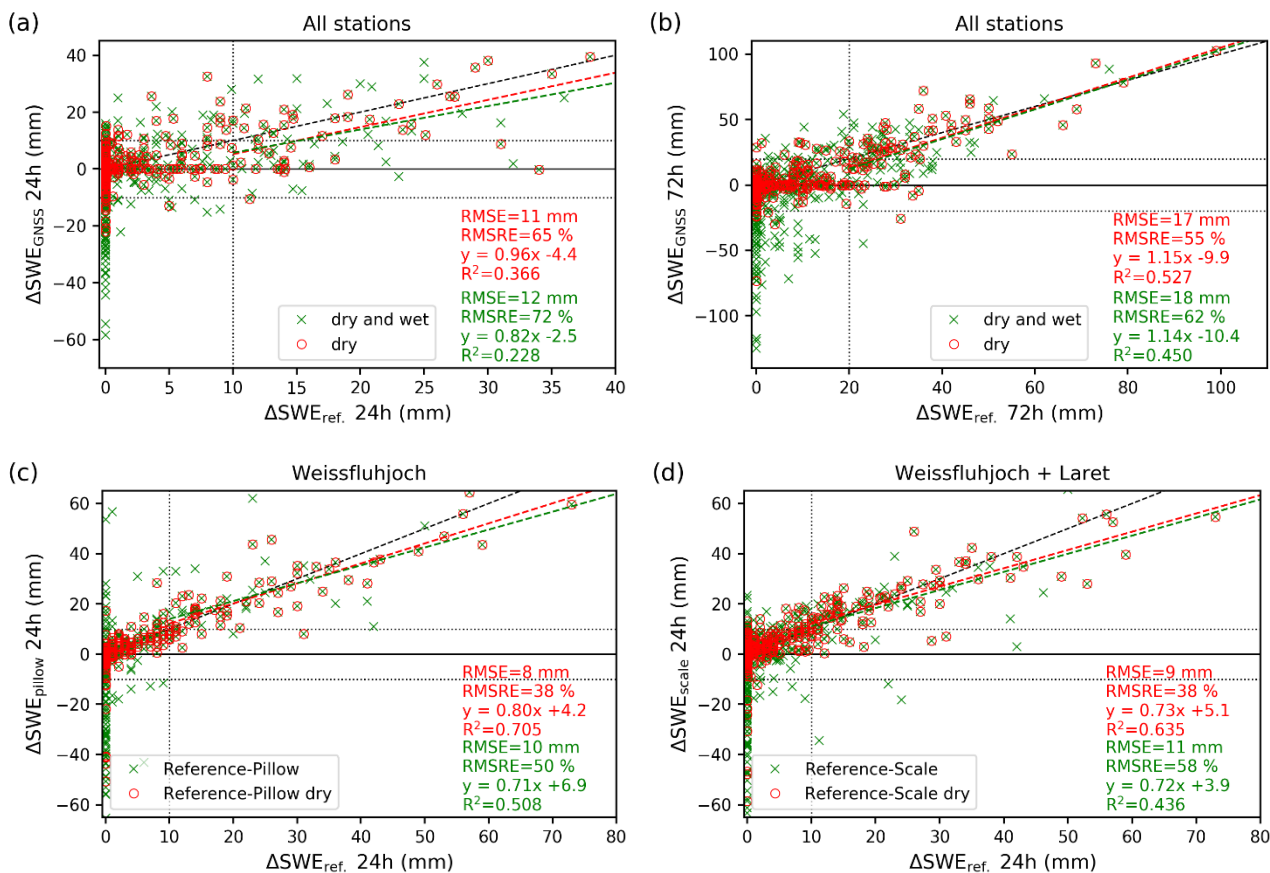 (a)
All stations
40
20
0
−20
−40
−60
ΔSWE_GNSS 24h (mm)
RMSE=11 mm
RMSRE=65 %
y = 0.96x -4.4
R²=0.366
RMSE=12 mm
RMSRE=72 %
y = 0.82x -2.5
R²=0.228
dry and wet
dry
0 5 10 15 20 25 30 35 40
ΔSWE_ref. 24h (mm)
(b)
All stations
100
50
0
−50
−100
ΔSWE_GNSS 72h (mm)
RMSE=17 mm
RMSRE=55 %
y = 1.15x -9.9
R²=0.527
RMSE=18 mm
RMSRE=62 %
y = 1.14x -10.4
R²=0.450
dry and wet
dry
0 20 40 60 80 100
ΔSWE_ref. 72h (mm)
(c)
Weissfluhjoch
60
40
20
0
−20
−40
−60
ΔSWE_pillow 24h (mm)
RMSE=8 mm
RMSRE=38 %
y = 0.80x +4.2
R²=0.705
RMSE=10 mm
RMSRE=50 %
y = 0.71x +6.9
R²=0.508
Reference-Pillow
Reference-Pillow dry
0 10 20 30 40 50 60 70 80
ΔSWE_ref. 24h (mm)
(d)
Weissfluhjoch + Laret
60
40
20
0
−20
−40
−60
ΔSWE_scale 24h (mm)
RMSE=9 mm
RMSRE=38 %
y = 0.73x +5.1
R²=0.635
RMSE=11 mm
RMSRE=58 %
y = 0.72x +3.9
R²=0.436
Reference-Scale
Reference-Scale dry
0 10 20 30 40 50 60 70 80
ΔSWE_ref. 24h (mm)